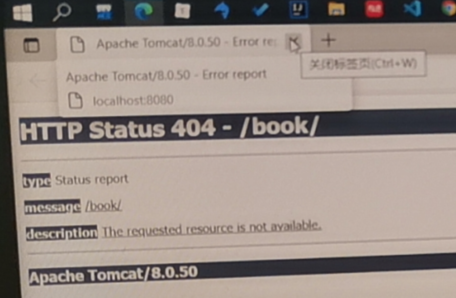 Apache Tomcat/8.0.50 - Error re
关闭标签页(Ctrl+W)
Apache Tomcat/8.0.50 - Error report
localhost:8080
HTTP Status 404 - /book/
type Status report
message /book/
description The requested resource is not available.
Apache Tomcat/8.0.50